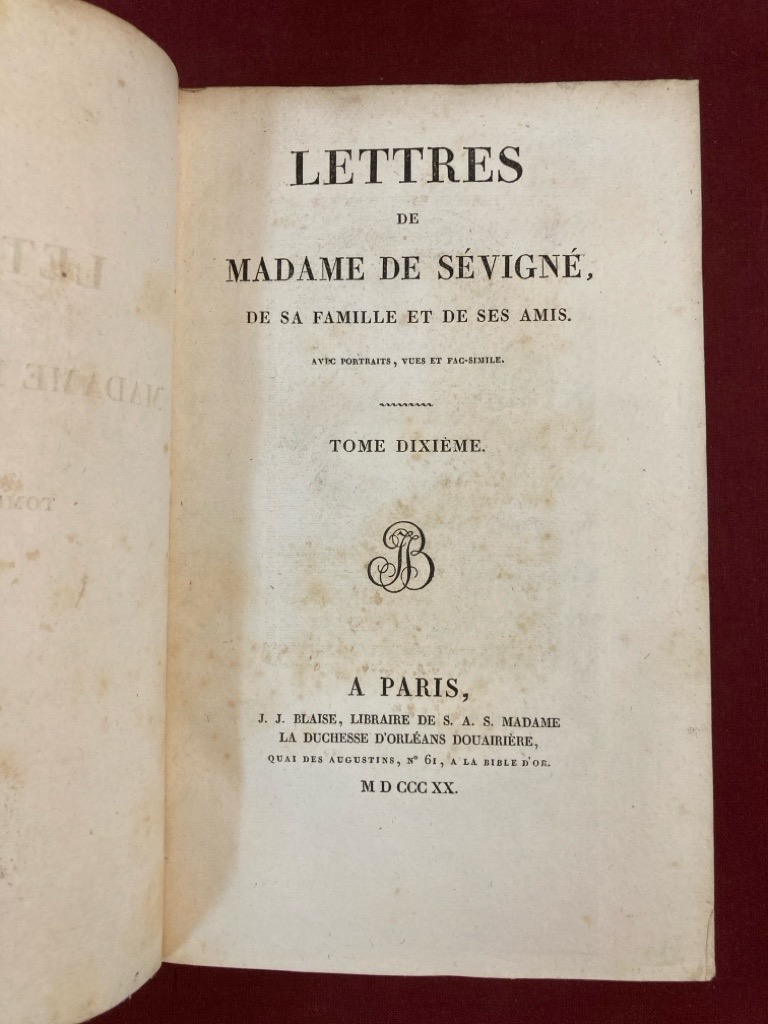 LETTRES
DE
MADAME DE SÉVIGNÉ,
DE SA FAMILLE ET DE SES AMIS.
AVEC PORTRAITS, VUES ET FAC-SIMILE.
TOME DIXIÈME.
JB
A PARIS,
J. J. BLAISE, LIBRAIRE DE S. A. S. MADAME
LA DUCHESSE D'ORLÉANS DOUAIRIÈRE,
QUAI DES AUGUSTINS, Nº 61, A LA BIBLE D'OR.
M D CCC XX.